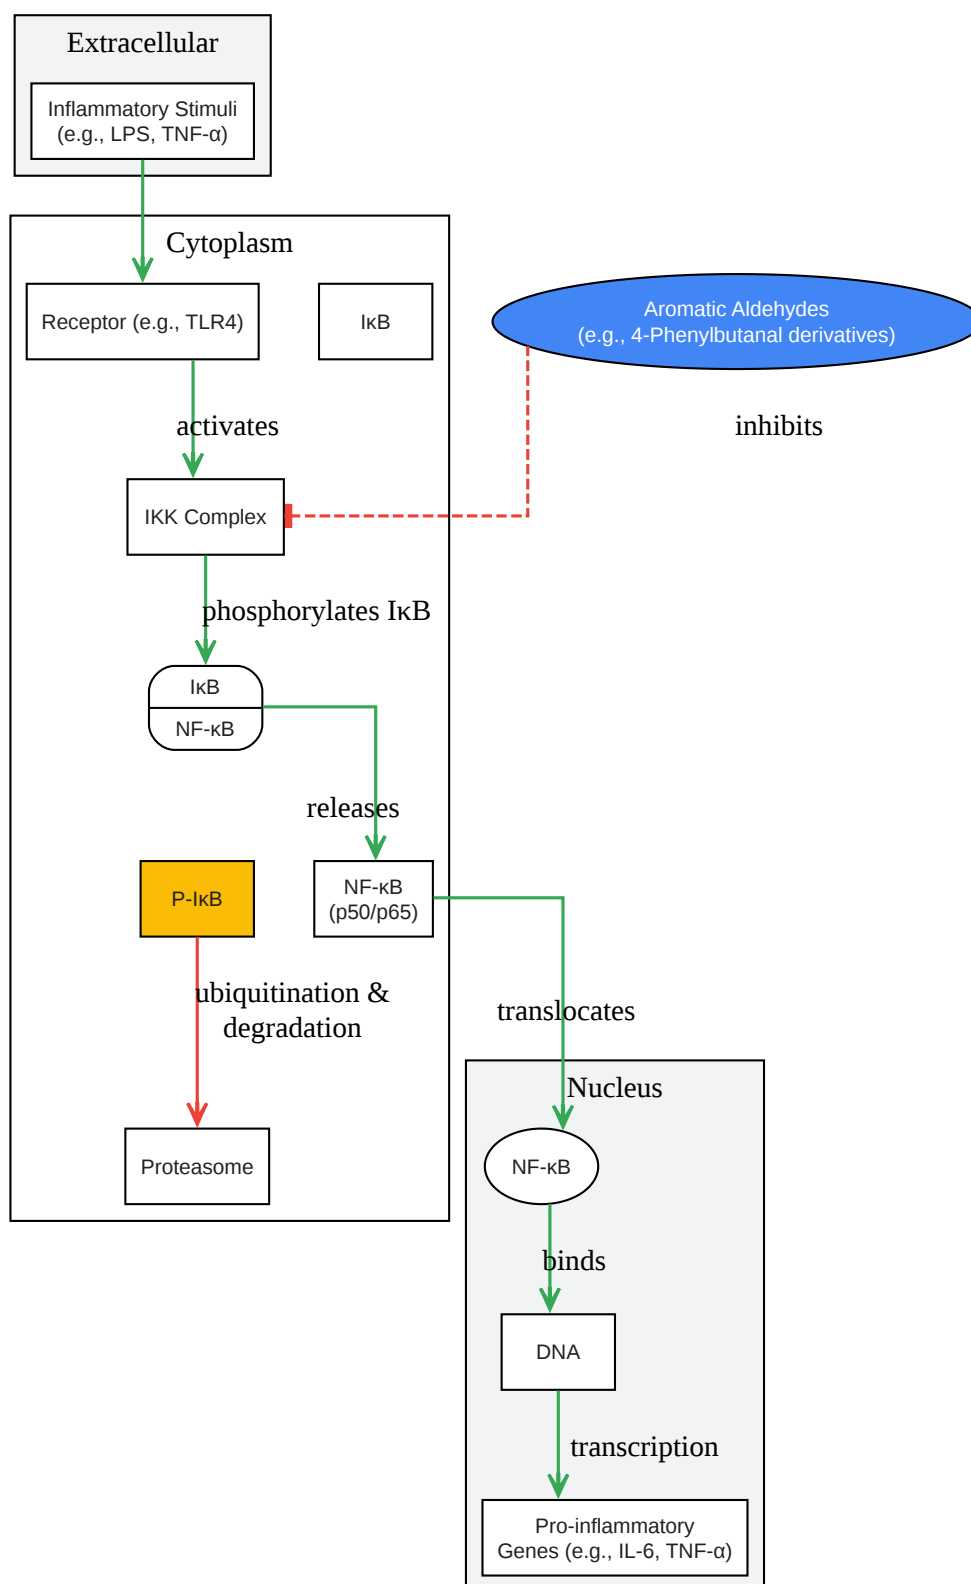 Extracellular
Inflammatory Stimuli
(e.g., LPS, TNF-α)
Cytoplasm
Receptor (e.g., TLR4)
IκB
Aromatic Aldehydes
(e.g., 4-Phenylbutanal derivatives)
activates
inhibits
IKK Complex
phosphorylates IκB
IκB
NF-κB
releases
P-IκB
NF-κB
(p50/p65)
ubiquitination &
degradation
translocates
Nucleus
Proteasome
NF-κB
binds
DNA
transcription
Pro-inflammatory
Genes (e.g., IL-6, TNF-α)